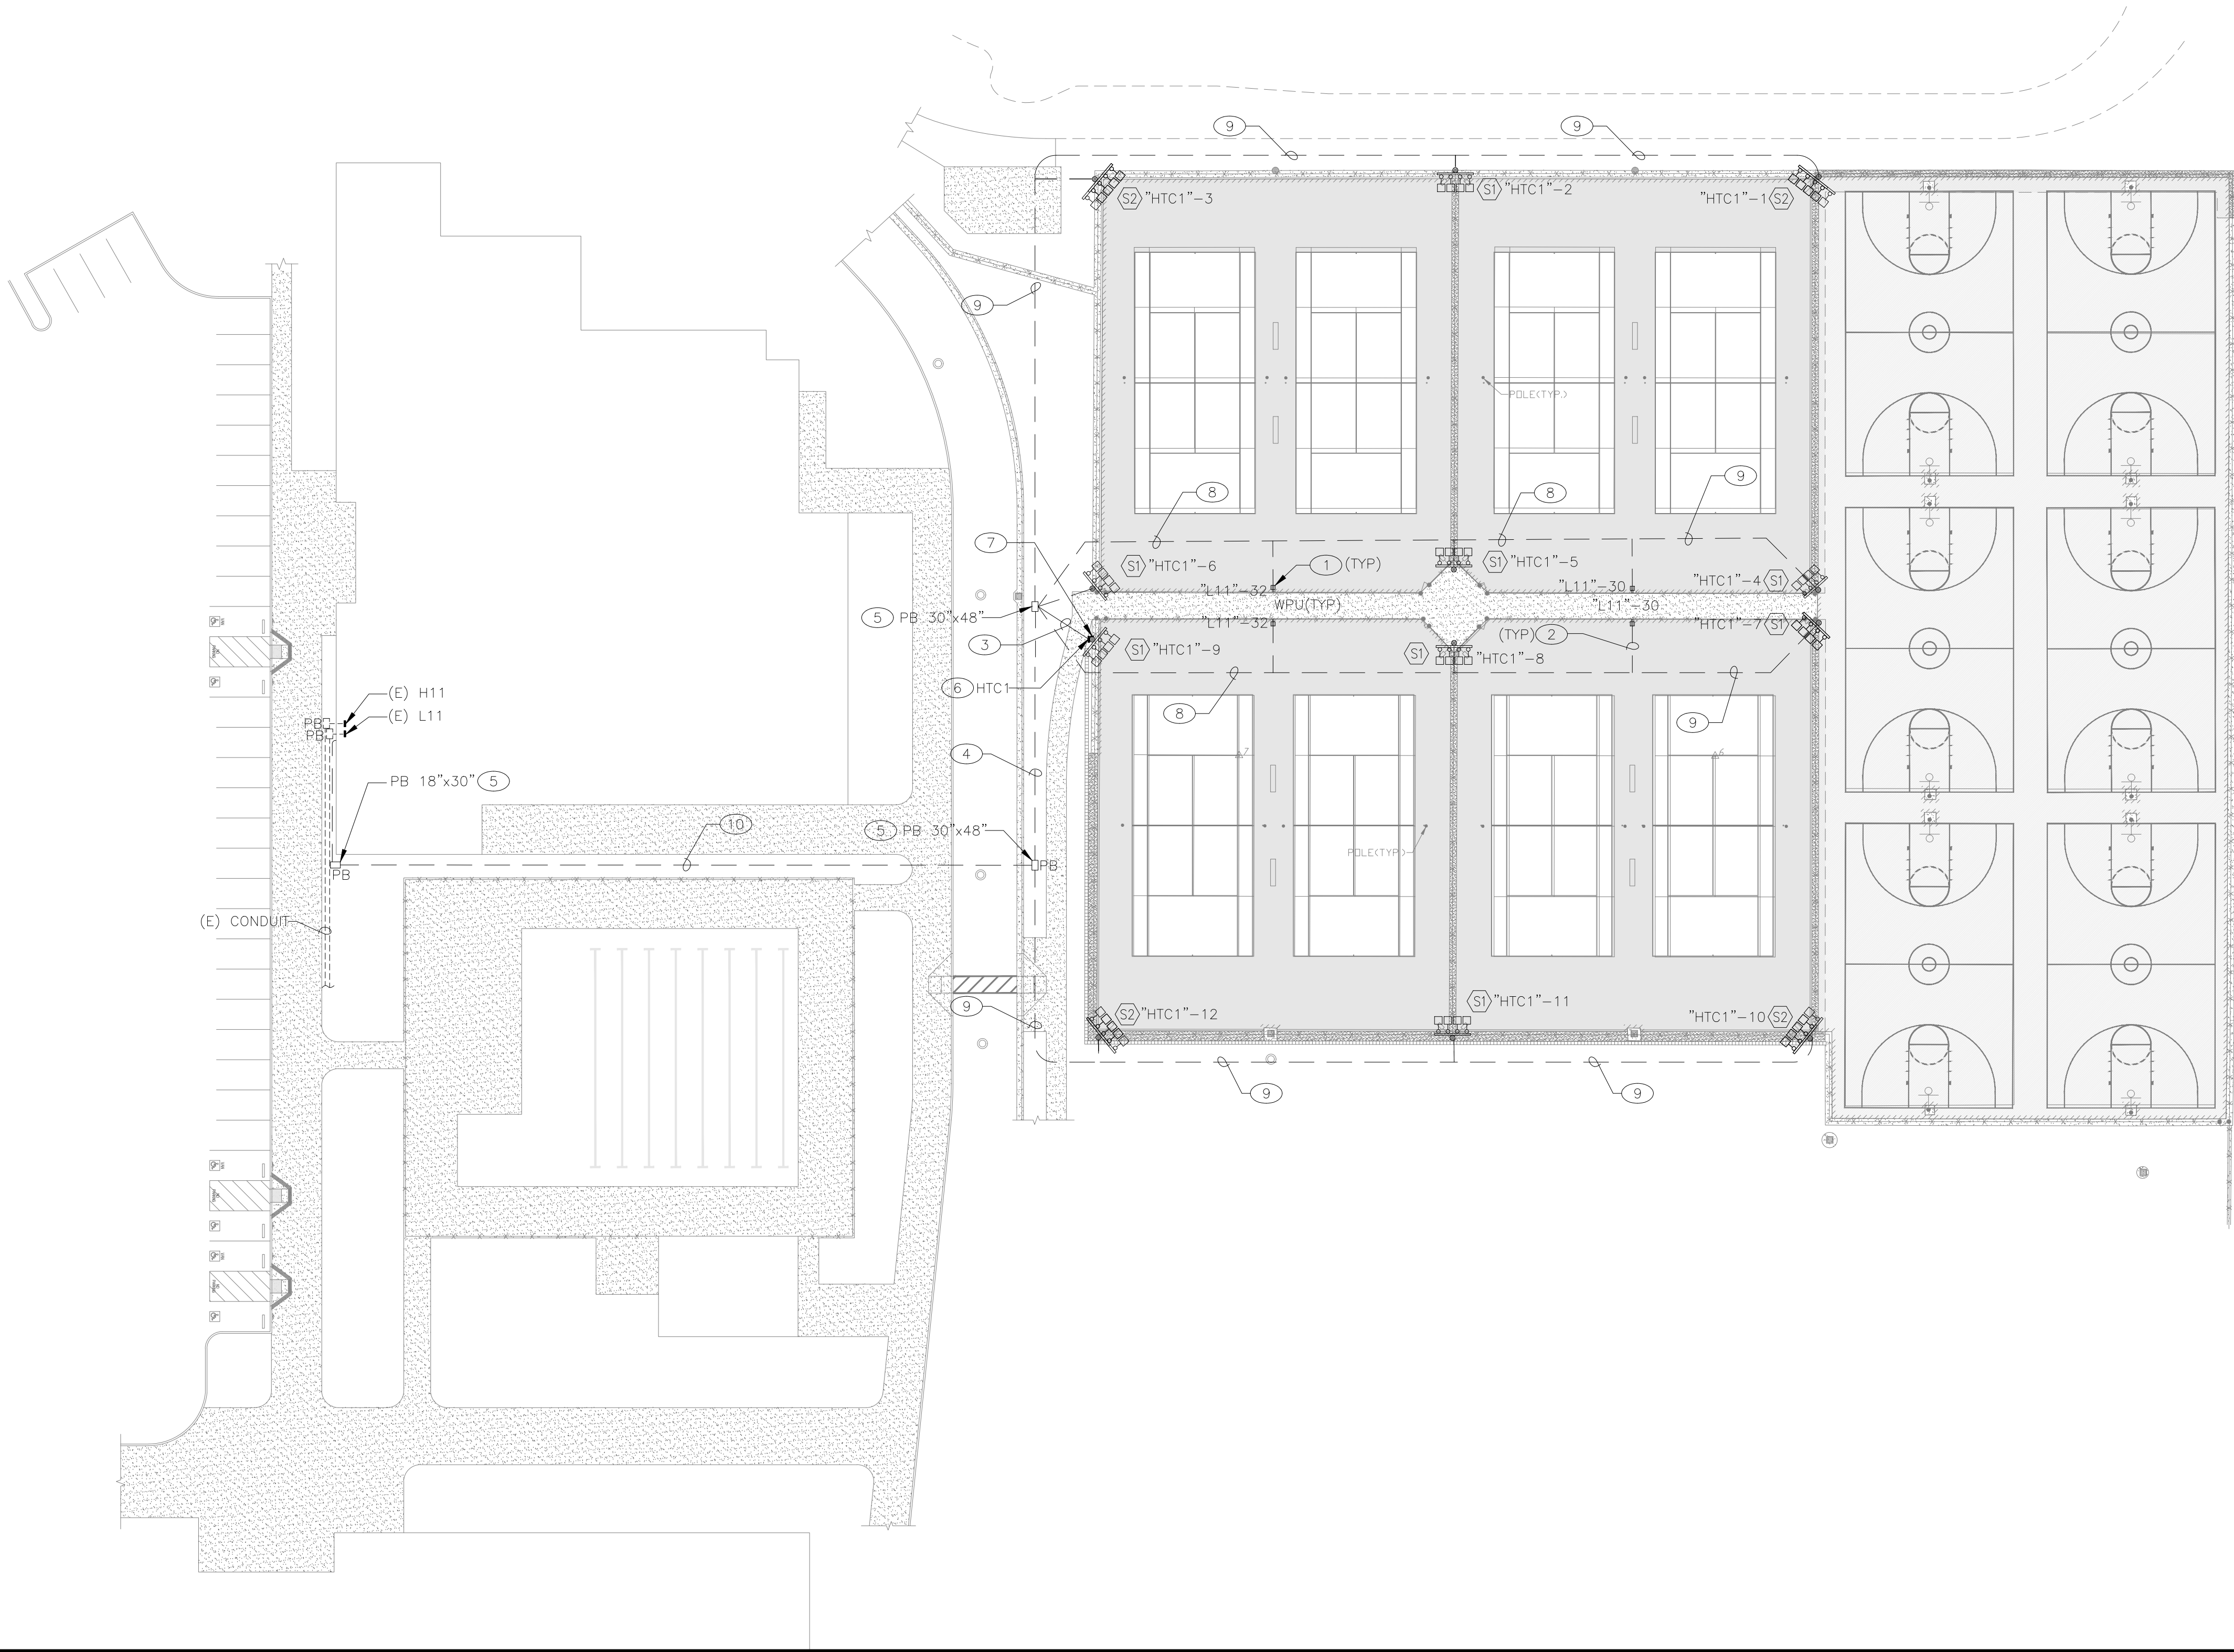 9
9
S2 "HTC1"-3
S1 "HTC1"-2
"HTC1"-1 S2
9
POLE(TYP.)
8
8
9
7
S1 "HTC1"-6
1 (TYP)
S1 "HTC1"-5
"HTC1"-4 S1
"L11"-32
"L11"-30
WPU(TYP)
"L11"-30
5 PB 30"x48"
"L11"-32
"HTC1"-7 S1
3
(TYP) 2
S1 "HTC1"-9
S1 "HTC1"-8
6 HTC1
(E) H11
PB
(E) L11
PB
8
9
4
7
6
PB 18"x30" 5
10
5 PB 30"x48"
POLE(TYP.)
PB
PB
(E) CONDUIT
9
S2 "HTC1"-12
S1 "HTC1"-11
"HTC1"-10 S2
9
9